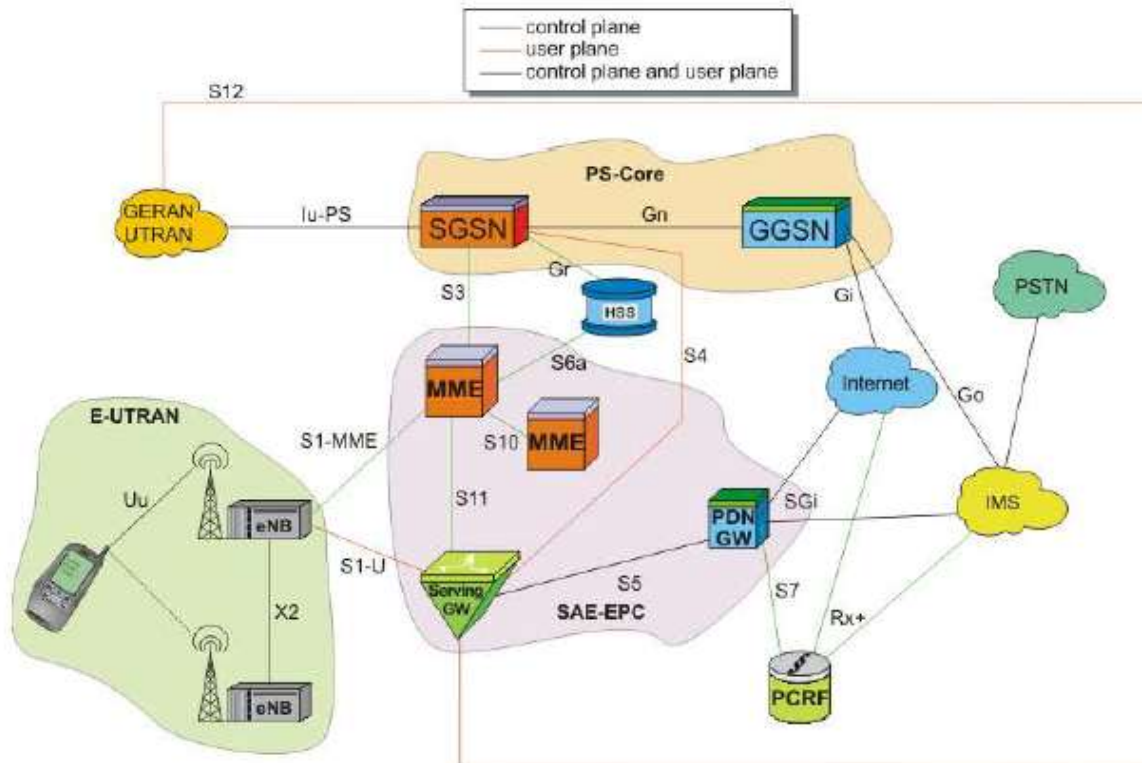 control plane
user plane
control plane and user plane
S12
PS-Core
GERAN
UTRAN
Iu-PS
SGSN
Gn
GGSN
Gr
S3
HSS
Gi
PSTN
S6a
S4
MME
Internet
E-UTRAN
Go
S1-MME
S10
MME
Uu
S11
eNB
SGi
IMS
PDN
GW
S1-U
Serving
GW
S5
S7
X2
SAE-EPC
Rx+
PCRF
eNB